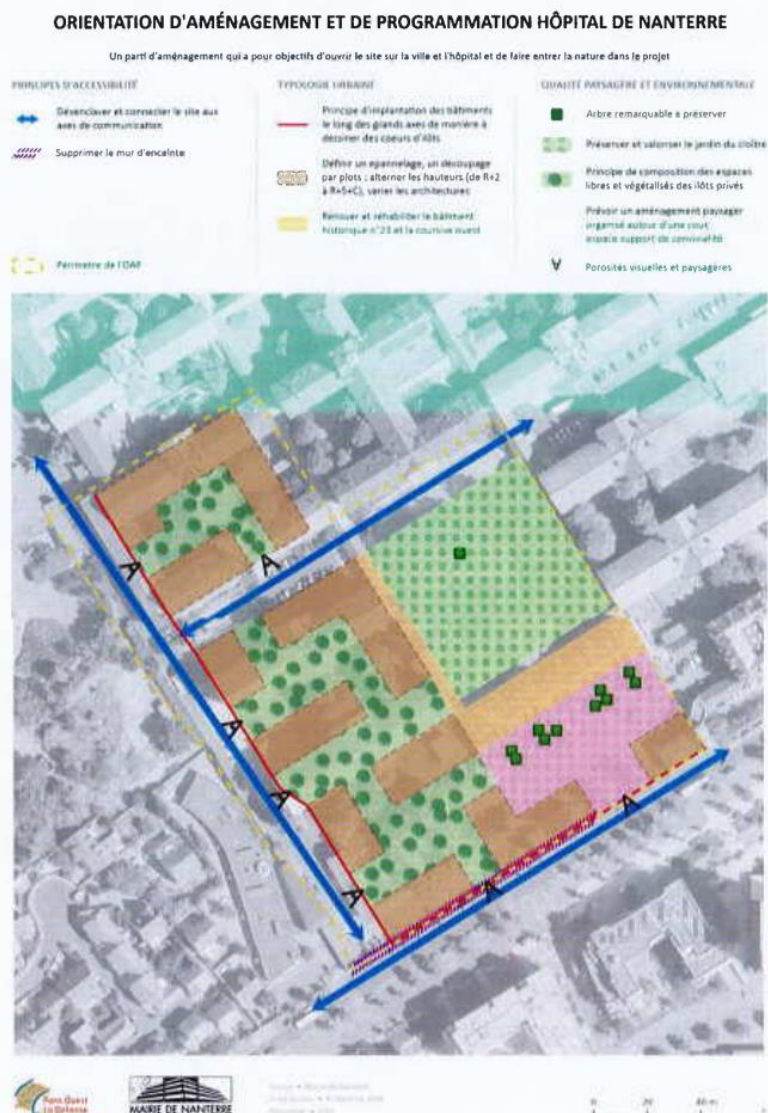 ORIENTATION D'AMÉNAGEMENT ET DE PROGRAMMATION HÔPITAL DE NANTERRE
Un parti d'aménagement qui a pour objectifs d'ouvrir le site sur la ville et l'hôpital et de faire entrer la nature dans le projet
PRINCIPES D'ACCESSIBILITÉ
Désenclaver et connecter le site aux
axes de communication
Supprimer le mur d'enceinte
Périmètre de l'OAP
TYPOLOGIE URBAINE
Principe d'implantation des bâtiments
le long des grands axes de manière à
dessiner des coeurs d'îlots
Définir un épannelage, un découpage
par plots : alterner les hauteurs (de R+2
à R+5+C), varier les architectures
Rénover et réhabiliter le bâtiment
historique n°23 et la coursive ouest
QUALITÉ PAYSAGÈRE ET ENVIRONNEMENTALE
Arbre remarquable à préserver
Préserver et valoriser le jardin du cloître
Principe de composition des espaces
libres et végétalisés des îlots privés
Prévoir un aménagement paysager
organisé autour d'une cour,
espace support de convivialité
Porosités visuelles et paysagères
Paris Ouest
La Défense
MAIRIE DE NANTERRE
0 20 40 m